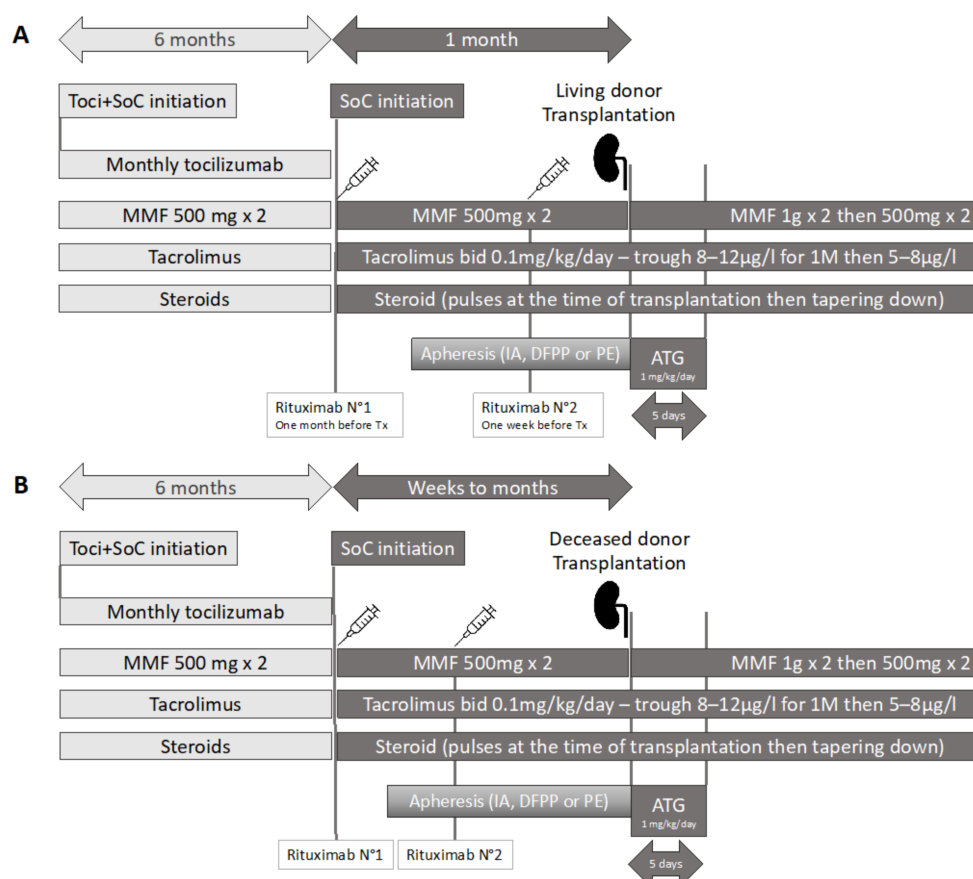 A
6 months
1 month
Toci+SoC initiation
SoC initiation
Living donor
Transplantation
Monthly tocilizumab
MMF 500 mg x 2
MMF 500mg x 2
MMF 1g x 2 then 500mg x 2
Tacrolimus
Tacrolimus bid 0.1mg/kg/day – trough 8–12µg/l for 1M then 5–8µg/l
Steroids
Steroid (pulses at the time of transplantation then tapering down)
Apheresis (IA, DFPP or PE)
ATG
1 mg/kg/day
Rituximab N°1
One month before Tx
Rituximab N°2
One week before Tx
5 days
B
6 months
Weeks to months
Toci+SoC initiation
SoC initiation
Deceased donor
Transplantation
Monthly tocilizumab
MMF 500 mg x 2
MMF 500mg x 2
MMF 1g x 2 then 500mg x 2
Tacrolimus
Tacrolimus bid 0.1mg/kg/day – trough 8–12µg/l for 1M then 5–8µg/l
Steroids
Steroid (pulses at the time of transplantation then tapering down)
Apheresis (IA, DFPP or PE)
ATG
1 mg/kg/day
Rituximab N°1
Rituximab N°2
5 days